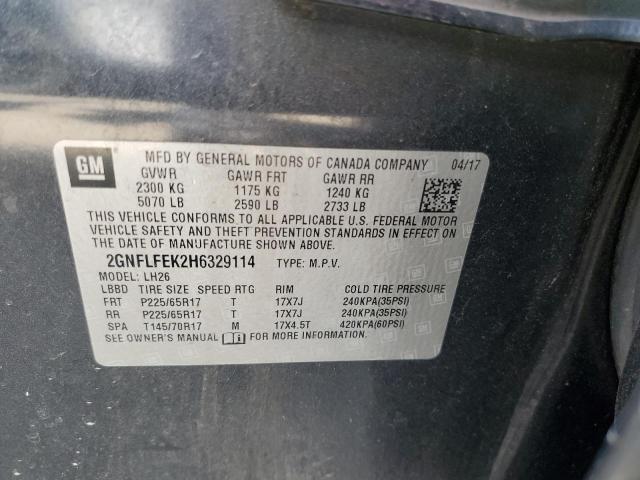 GM
MFD BY GENERAL MOTORS OF CANADA COMPANY 04/17
GVWR GAWR FRT GAWR RR
2300 KG 1175 KG 1240 KG
5070 LB 2590 LB 2733 LB
THIS VEHICLE CONFORMS TO ALL APPLICABLE U.S. FEDERAL MOTOR
VEHICLE SAFETY AND THEFT PREVENTION STANDARDS IN EFFECT ON
THE DATE OF MANUFACTURE SHOWN ABOVE.
2GNFLFEK2H6329114 TYPE: M.P.V.
MODEL: LH26
LBBD TIRE SIZE SPEED RTG RIM COLD TIRE PRESSURE
FRT P225/65R17 T 17X7J 240KPA(35PSI)
RR P225/65R17 T 17X7J 240KPA(35PSI)
SPA T145/70R17 M 17X4.5T 420KPA(60PSI)
SEE OWNER'S MANUAL FOR MORE INFORMATION